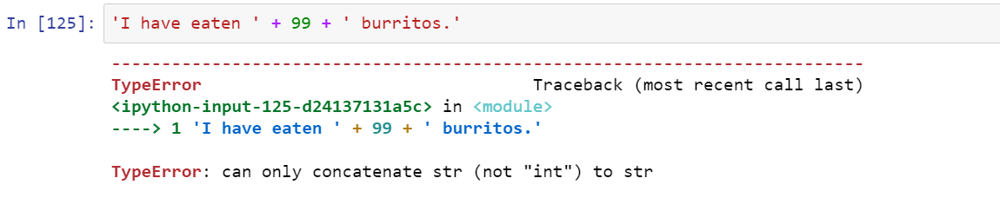 In [125]: 'I have eaten ' + 99 + ' burritos.'
---------------------------------------------------------------------------
TypeError                                 Traceback (most recent call last)
<ipython-input-125-d24137131a5c> in <module>
----> 1 'I have eaten ' + 99 + ' burritos.'
TypeError: can only concatenate str (not "int") to str